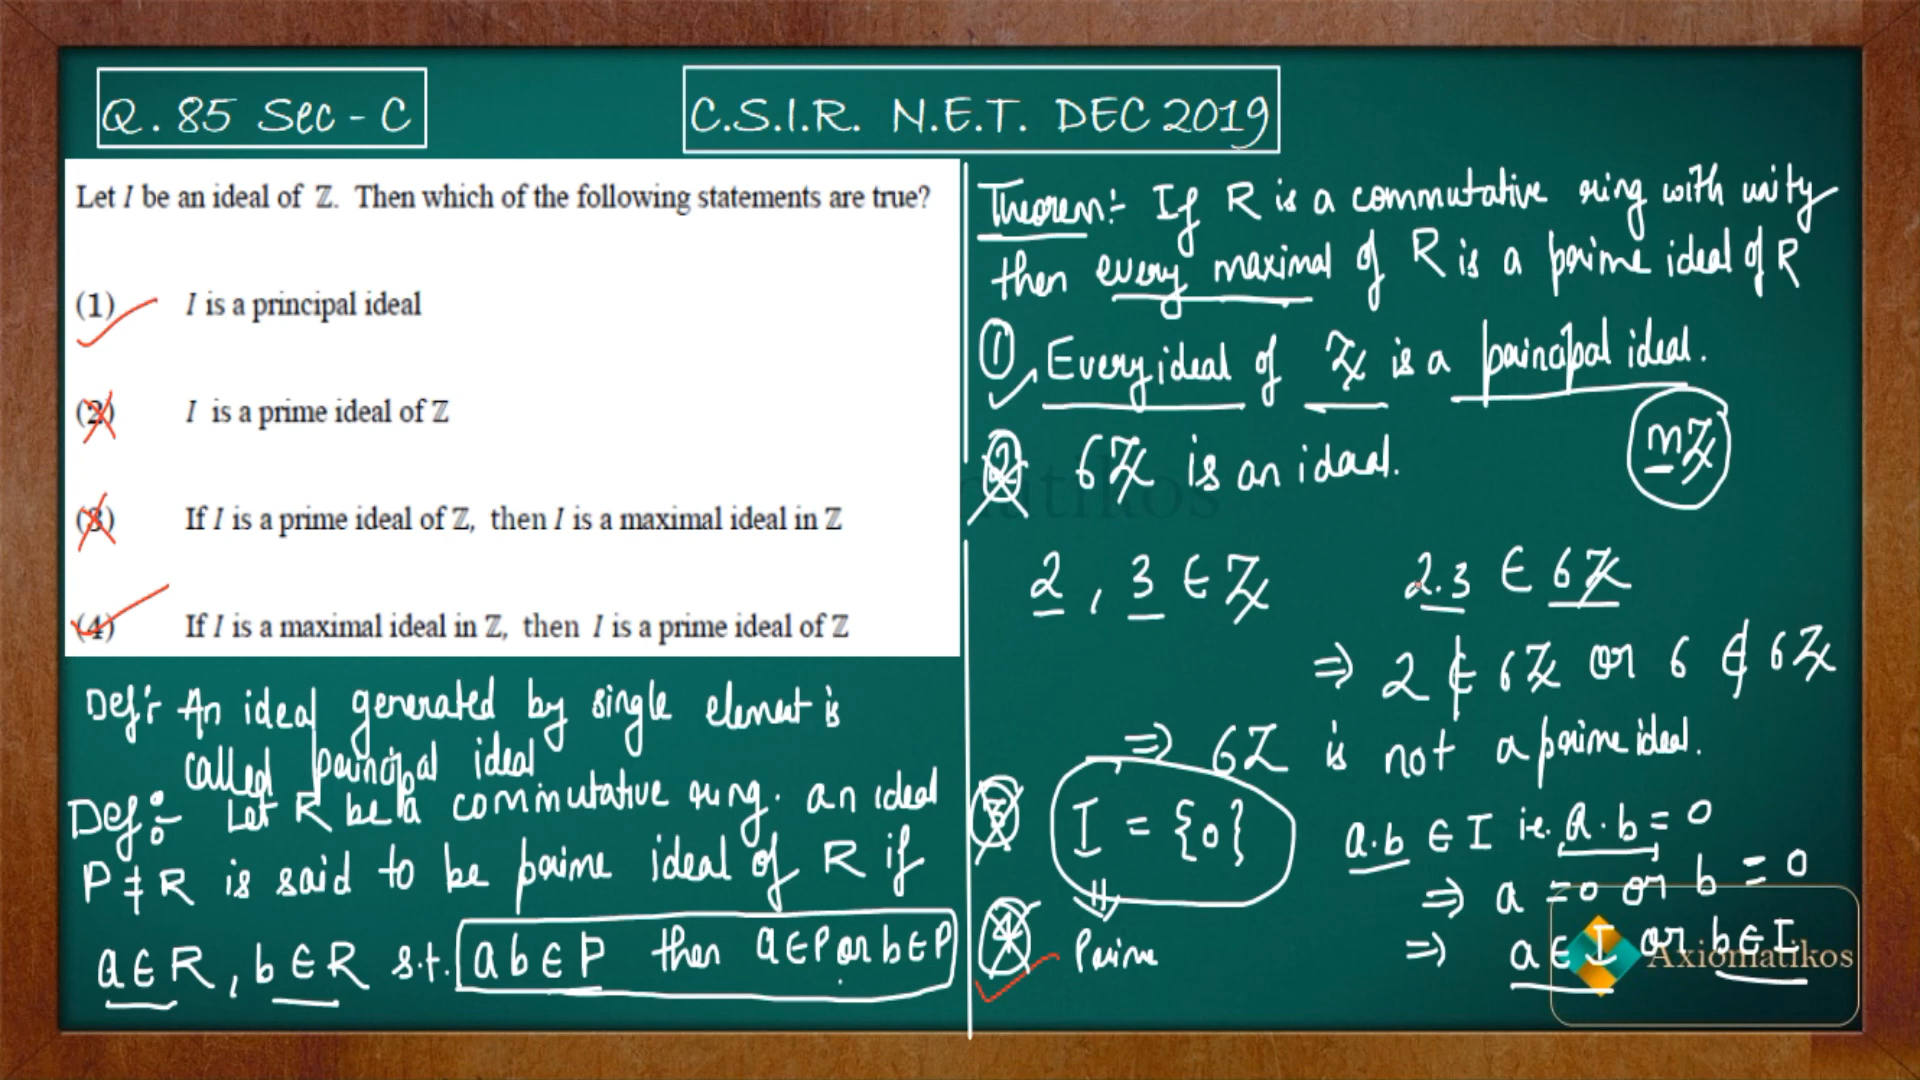 Q. 85 Sec - C
C.S.I.R. N.E.T. DEC 2019
Let I be an ideal of ℤ. Then which of the following statements are true?
(1) I is a principal ideal
(2) I is a prime ideal of ℤ
(3) If I is a prime ideal of ℤ, then I is a maximal ideal in ℤ
(4) If I is a maximal ideal in ℤ, then I is a prime ideal of ℤ
Def:- An ideal generated by single element is
called principal ideal
Def:- Let R be a commutative ring. an ideal
P ≠ R is said to be prime ideal of R if
a∈R, b∈R s.t. ab∈P then a∈P or b∈P
Theorem:- If R is a commutative ring with unity
then every maximal of R is a prime ideal of R
① Every ideal of ℤ is a principal ideal.
nℤ
② 6ℤ is an ideal.
2, 3 ∈ ℤ 2.3 ∈ 6ℤ
⇒ 2 ∉ 6ℤ or 6 ∉ 6ℤ
⇒ 6ℤ is not a prime ideal.
③ I = {0} a.b ∈ I i.e. a.b = 0
⇒ a = 0 or b = 0
⇓
④ Prime ⇒ a ∈ I or b ∈ I
Axiomatikos